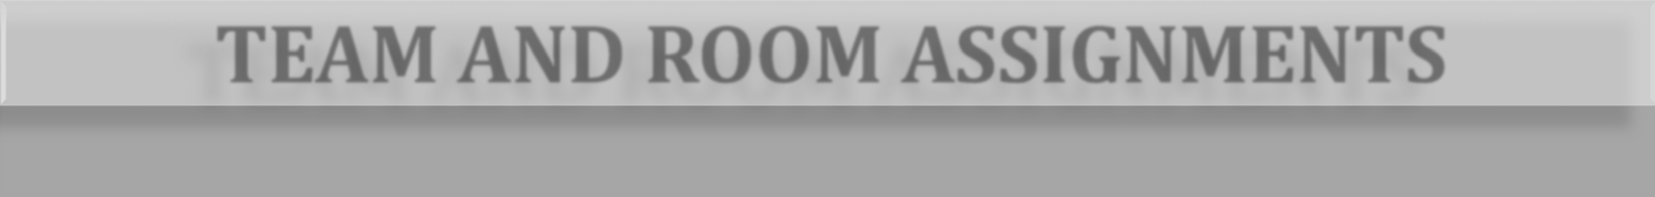 TEAM AND ROOM ASSIGNMENTS